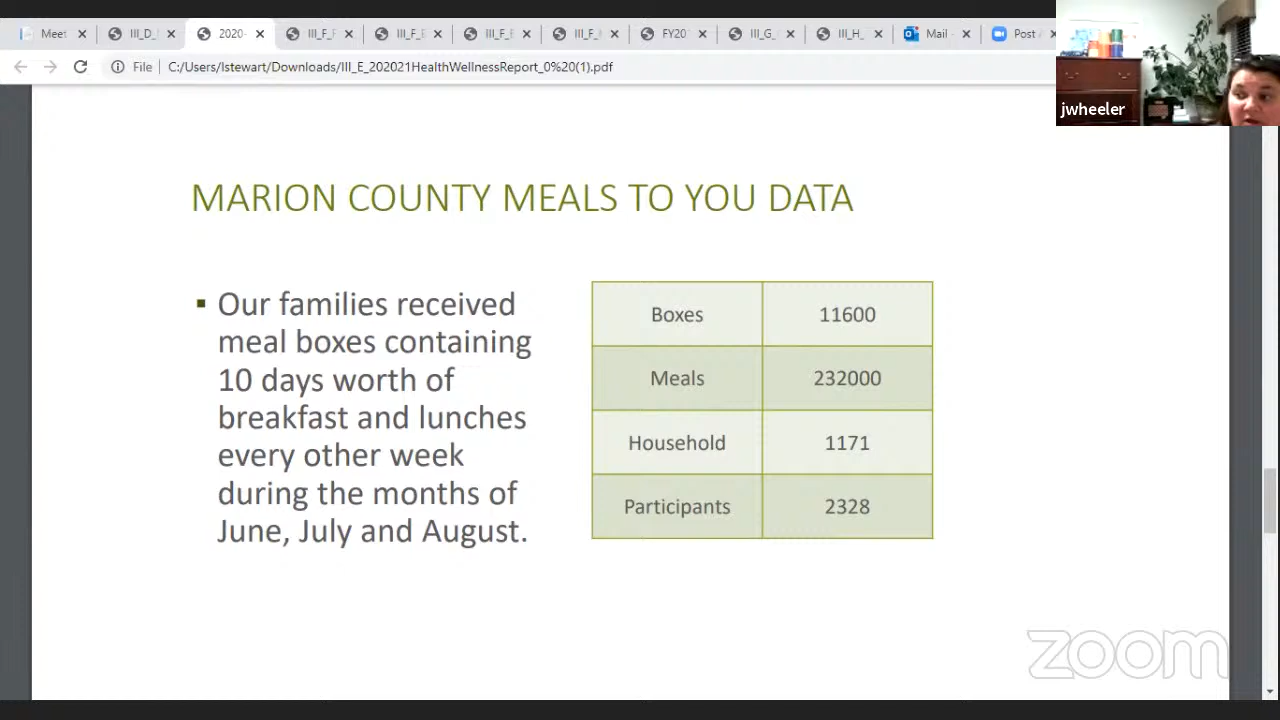 Meet
III_D_
2020-
III_F_F
III_F_E
III_F_E
III_F_
FY20
III_G_
III_H_
Mail -
Post
File
C:/Users/lstewart/Downloads/III_E_202021HealthWellnessReport_0%20(1).pdf
jwheeler
MARION COUNTY MEALS TO YOU DATA
Our families received
meal boxes containing
10 days worth of
breakfast and lunches
every other week
during the months of
June, July and August.
Boxes 11600
Meals 232000
Household 1171
Participants 2328
zoom